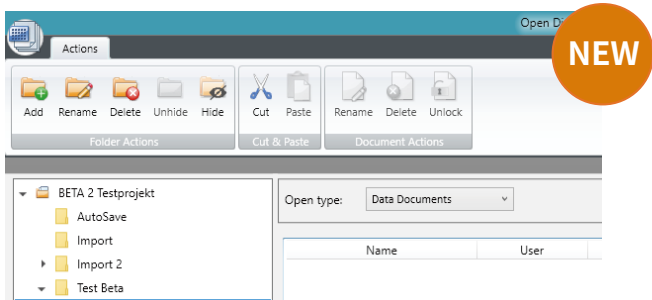 Open D
NEW
Actions
Add Rename Delete Unhide Hide Cut Paste Rename Delete Unlock
Folder Actions Cut & Paste Document Actions
BETA 2 Testprojekt
Open type: Data Documents
AutoSave
Import
Name User
Import 2
Test Beta